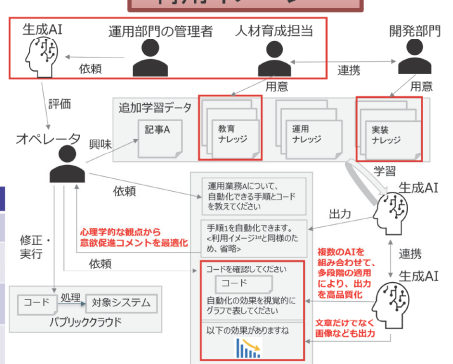 生成AI
運用部門の管理者
人材育成担当
開発部門
依頼
連携
用意
用意
評価
追加学習データ
記事A
教育
ナレッジ
運用
ナレッジ
実装
ナレッジ
オペレータ
興味
学習
依頼
運用業務Aについて、
自動化できる手順とコード
を教えてください
生成AI
出力
手順1を自動化できます。
<利用イメージ
と同様のため、
省略>
心理学的な観点から
意欲促進コメントを最適化
修正・
実行
依頼
コードを確認してください
コード
自動化の効果を視覚的に
グラフで表してください
以下の効果がありますね
複数のAIを
組み合わせて、
多段階の適用
により、出力
を高品質化
連携
生成AI
文章だけでなく
画像なども出力
コード
処理
対象システム
パブリッククラウド